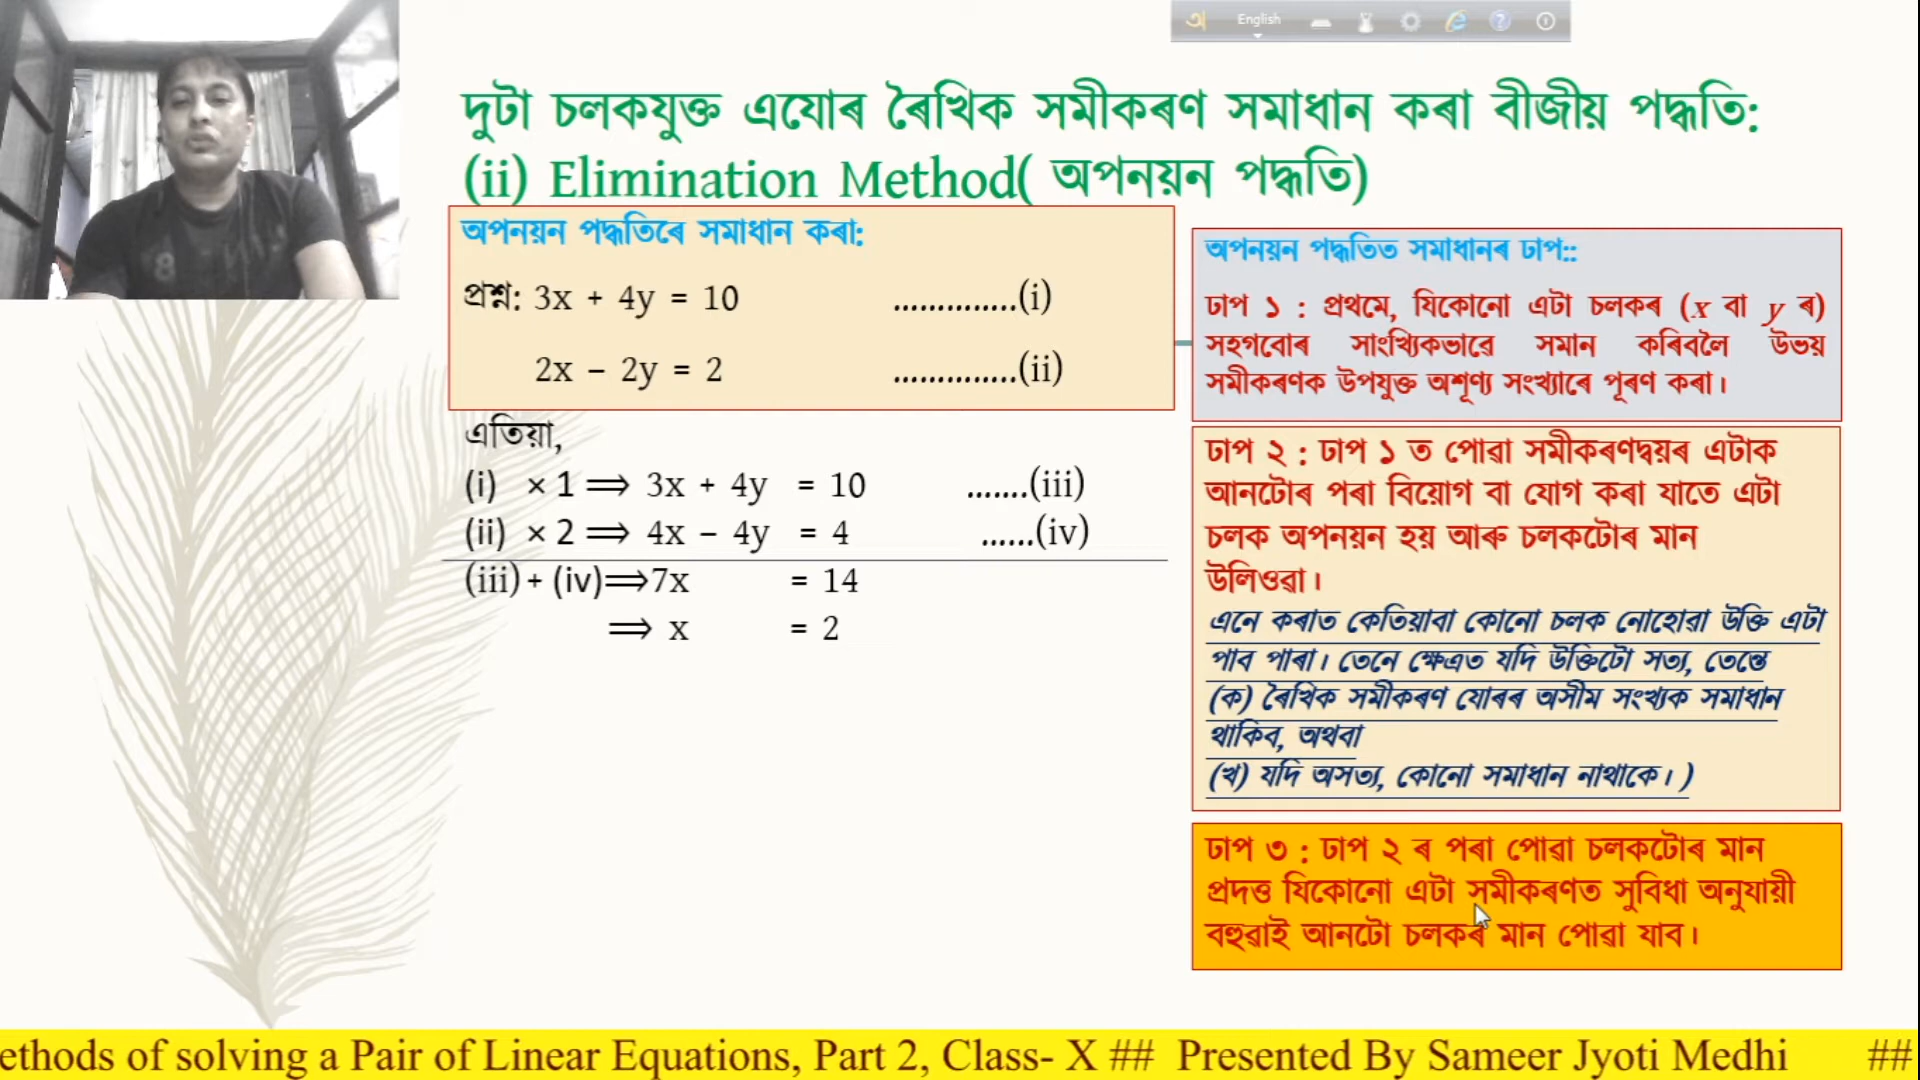 অ English
দুটা চলকযুক্ত এযোৰ ৰৈখিক সমীকৰণ সমাধান কৰা বীজীয় পদ্ধতি:
(ii) Elimination Method( অপনয়ন পদ্ধতি)
অপনয়ন পদ্ধতিৰে সমাধান কৰা:
প্ৰশ্ন: 3x + 4y = 10 ..............(i)
2x − 2y = 2 ..............(ii)
এতিয়া,
(i) × 1 ⟹ 3x + 4y = 10 .......(iii)
(ii) × 2 ⟹ 4x − 4y = 4 ......(iv)
(iii) + (iv)⟹7x = 14
⟹ x = 2
অপনয়ন পদ্ধতিত সমাধানৰ ঢাপ::
ঢাপ ১ : প্ৰথমে, যিকোনো এটা চলকৰ (x বা y ৰ)
সহগবোৰ সাংখ্যিকভাৱে সমান কৰিবলৈ উভয়
সমীকৰণক উপযুক্ত অশূণ্য সংখ্যাৰে পূৰণ কৰা।
ঢাপ ২ : ঢাপ ১ ত পোৱা সমীকৰণদ্বয়ৰ এটাক
আনটোৰ পৰা বিয়োগ বা যোগ কৰা যাতে এটা
চলক অপনয়ন হয় আৰু চলকটোৰ মান
উলিওৱা।
এনে কৰাত কেতিয়াবা কোনো চলক নোহোৱা উক্তি এটা
পাব পাৰা। তেনে ক্ষেত্ৰত যদি উক্তিটো সত্য, তেন্তে
(ক) ৰৈখিক সমীকৰণ যোৰৰ অসীম সংখ্যক সমাধান
থাকিব, অথবা
(খ) যদি অসত্য, কোনো সমাধান নাথাকে। )
ঢাপ ৩ : ঢাপ ২ ৰ পৰা পোৱা চলকটোৰ মান
প্ৰদত্ত যিকোনো এটা সমীকৰণত সুবিধা অনুযায়ী
বহুৱাই আনটো চলকৰ মান পোৱা যাব।
ethods of solving a Pair of Linear Equations, Part 2, Class- X ## Presented By Sameer Jyoti Medhi ##